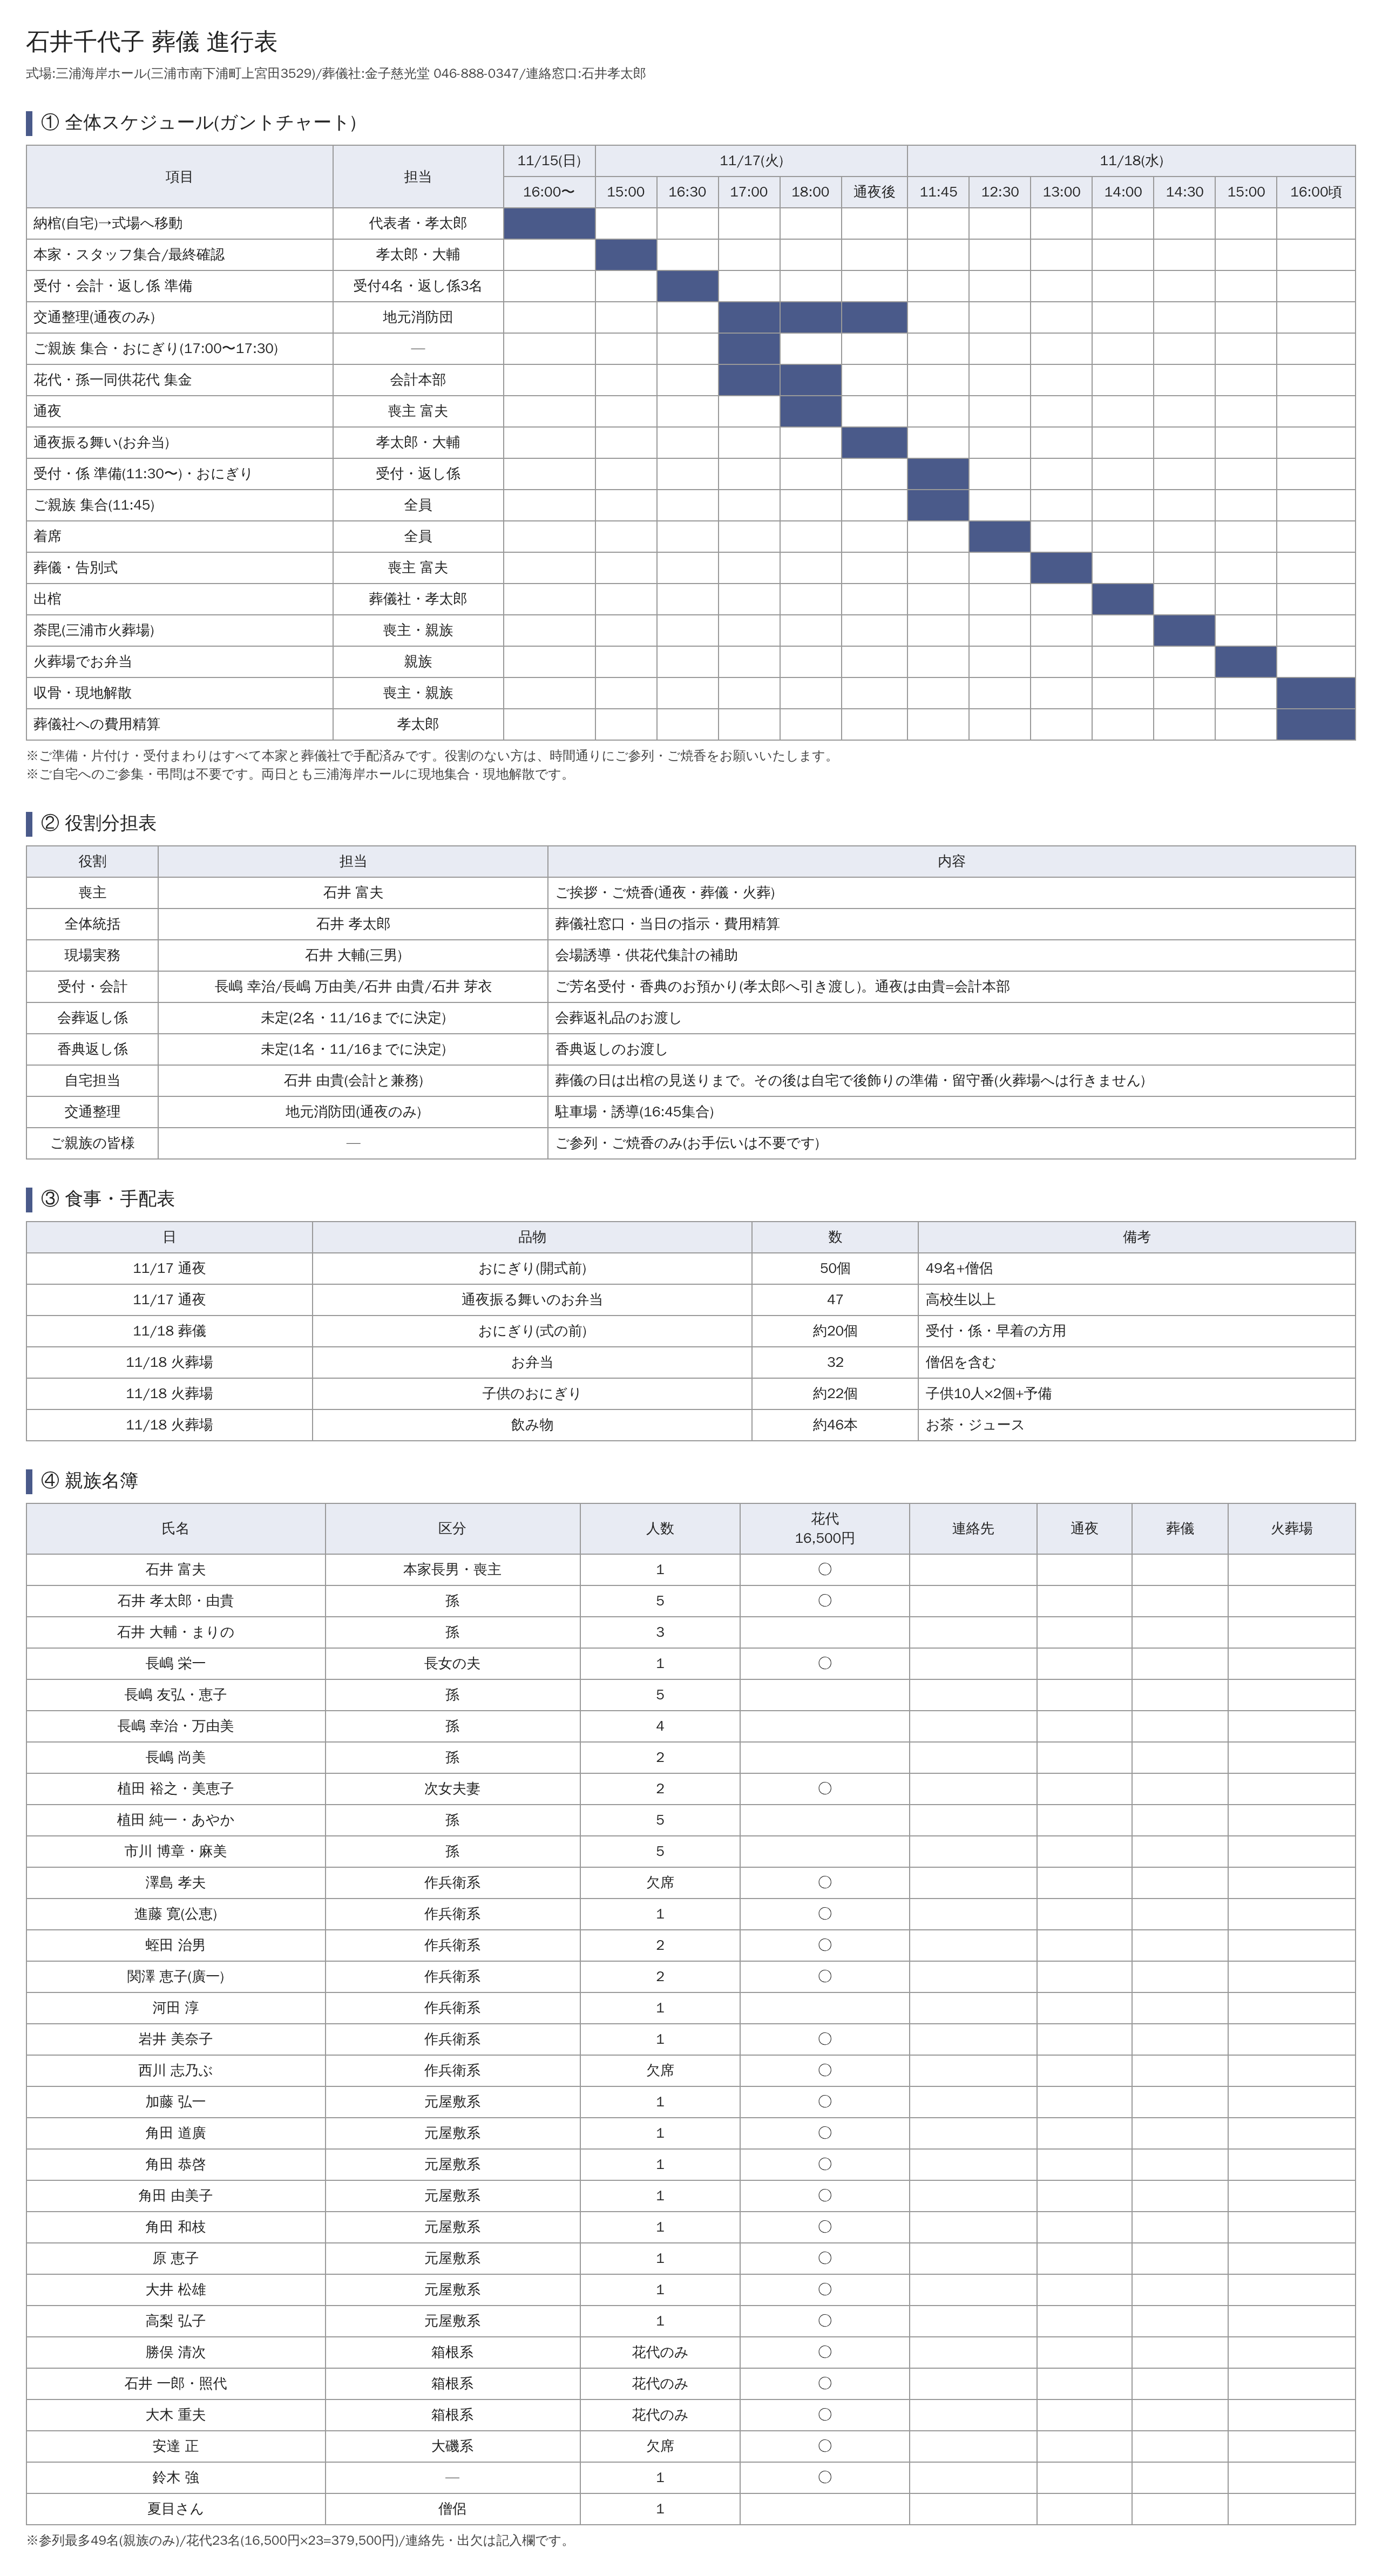 石井千代子 葬儀 進行表
式場:三浦海岸ホール(三浦市南下浦町上宮田3529)/葬儀社:金子慈光堂 046-888-0347/連絡窓口:石井孝太郎
① 全体スケジュール(ガントチャート)
項目 担当 11/15(日) 11/17(火) 11/18(水)
16:00〜 15:00 16:30 17:00 18:00 通夜後 11:45 12:30 13:00 14:00 14:30 15:00 16:00頃
納棺(自宅)→式場へ移動 代表者・孝太郎
本家・スタッフ集合/最終確認 孝太郎・大輔
受付・会計・返し係 準備 受付4名・返し係3名
交通整理(通夜のみ) 地元消防団
ご親族 集合・おにぎり(17:00〜17:30) —
花代・孫一同供花代 集金 会計本部
通夜 喪主 富夫
通夜振る舞い(お弁当) 孝太郎・大輔
受付・係 準備(11:30〜)・おにぎり 受付・返し係
ご親族 集合(11:45) 全員
着席 全員
葬儀・告別式 喪主 富夫
出棺 葬儀社・孝太郎
荼毘(三浦市火葬場) 喪主・親族
火葬場でお弁当 親族
収骨・現地解散 喪主・親族
葬儀社への費用精算 孝太郎
※ご準備・片付け・受付まわりはすべて本家と葬儀社で手配済みです。役割のない方は、時間通りにご参列・ご焼香をお願いいたします。
※ご自宅へのご参集・弔問は不要です。両日とも三浦海岸ホールに現地集合・現地解散です。
② 役割分担表
役割 担当 内容
喪主 石井 富夫 ご挨拶・ご焼香(通夜・葬儀・火葬)
全体統括 石井 孝太郎 葬儀社窓口・当日の指示・費用精算
現場実務 石井 大輔(三男) 会場誘導・供花代集計の補助
受付・会計 長嶋 幸治/長嶋 万由美/石井 由貴/石井 芽衣 ご芳名受付・香典のお預かり(孝太郎へ引き渡し)。通夜は由貴=会計本部
会葬返し係 未定(2名・11/16までに決定) 会葬返礼品のお渡し
香典返し係 未定(1名・11/16までに決定) 香典返しのお渡し
自宅担当 石井 由貴(会計と兼務) 葬儀の日は出棺の見送りまで。その後は自宅で後飾りの準備・留守番(火葬場へは行きません)
交通整理 地元消防団(通夜のみ) 駐車場・誘導(16:45集合)
ご親族の皆様 — ご参列・ご焼香のみ(お手伝いは不要です)
③ 食事・手配表
日 品物 数 備考
11/17 通夜 おにぎり(開式前) 50個 49名+僧侶
11/17 通夜 通夜振る舞いのお弁当 47 高校生以上
11/18 葬儀 おにぎり(式の前) 約20個 受付・係・早着の方用
11/18 火葬場 お弁当 32 僧侶を含む
11/18 火葬場 子供のおにぎり 約22個 子供10人×2個+予備
11/18 火葬場 飲み物 約46本 お茶・ジュース
④ 親族名簿
氏名 区分 人数 花代 16,500円 連絡先 通夜 葬儀 火葬場
石井 富夫 本家長男・喪主 1 〇
石井 孝太郎・由貴 孫 5 〇
石井 大輔・まりの 孫 3
長嶋 栄一 長女の夫 1 〇
長嶋 友弘・恵子 孫 5
長嶋 幸治・万由美 孫 4
長嶋 尚美 孫 2
植田 裕之・美恵子 次女夫妻 2 〇
植田 純一・あやか 孫 5
市川 博章・麻美 孫 5
澤島 孝夫 作兵衛系 欠席 〇
進藤 寛(公恵) 作兵衛系 1 〇
蛭田 治男 作兵衛系 2 〇
関澤 恵子(廣一) 作兵衛系 2 〇
河田 淳 作兵衛系 1
岩井 美奈子 作兵衛系 1 〇
西川 志乃ぶ 作兵衛系 欠席 〇
加藤 弘一 元屋敷系 1 〇
角田 道廣 元屋敷系 1 〇
角田 恭啓 元屋敷系 1 〇
角田 由美子 元屋敷系 1 〇
角田 和枝 元屋敷系 1 〇
原 恵子 元屋敷系 1 〇
大井 松雄 元屋敷系 1 〇
高梨 弘子 元屋敷系 1 〇
勝俣 清次 箱根系 花代のみ 〇
石井 一郎・照代 箱根系 花代のみ 〇
大木 重夫 箱根系 花代のみ 〇
安達 正 大磯系 欠席 〇
鈴木 強 — 1 〇
夏目さん 僧侶 1
※参列最多49名(親族のみ)/花代23名(16,500円×23=379,500円)/連絡先・出欠は記入欄です。